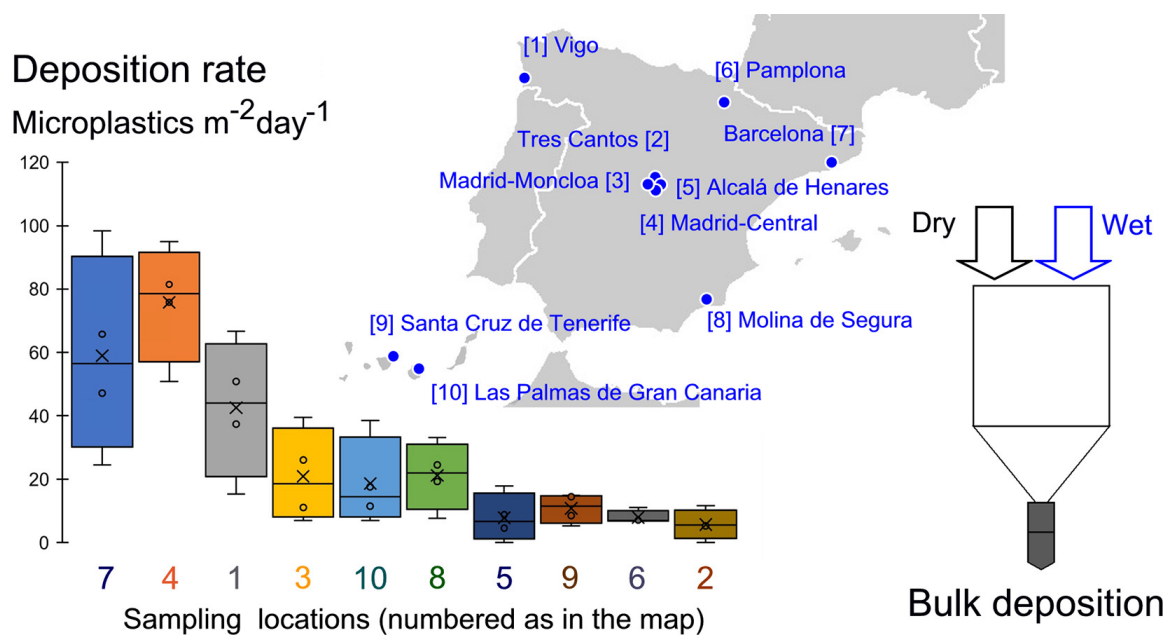 Deposition rate
Microplastics m⁻²day⁻¹
120
100
80
60
40
20
0
7 4 1 3 10 8 5 9 6 2
Sampling locations (numbered as in the map)
[1] Vigo
[6] Pamplona
Tres Cantos [2]
Barcelona [7]
Madrid-Moncloa [3]
[5] Alcalá de Henares
[4] Madrid-Central
[8] Molina de Segura
[9] Santa Cruz de Tenerife
[10] Las Palmas de Gran Canaria
Dry
Wet
Bulk deposition